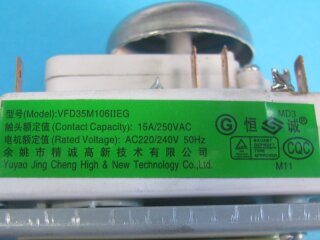 型号(Model):VFD35M106IIEG
触头额定值(Contact Capacity): 15A/250VAC
电机额定值(Rated Voltage): AC220/240V 50Hz
余姚市精诚高新技术有限公司
Yuyao Jing Cheng High & New Technology Co.,Ltd.
MD3
G 恒 诚
CQC
M11